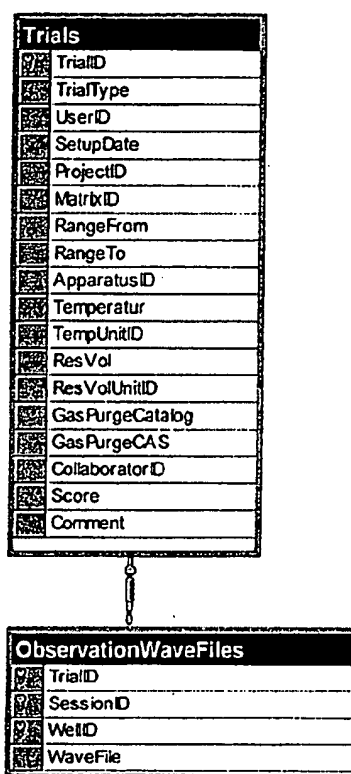 Trials
TrialID
TrialType
UserID
SetupDate
ProjectID
MatrixID
RangeFrom
RangeTo
ApparatusID
Temperatur
TempUnitID
ResVol
ResVolUnitID
GasPurgeCatalog
GasPurgeCAS
CollaboratorID
Score
Comment
ObservationWaveFiles
TrialID
SessionID
WellID
WaveFile